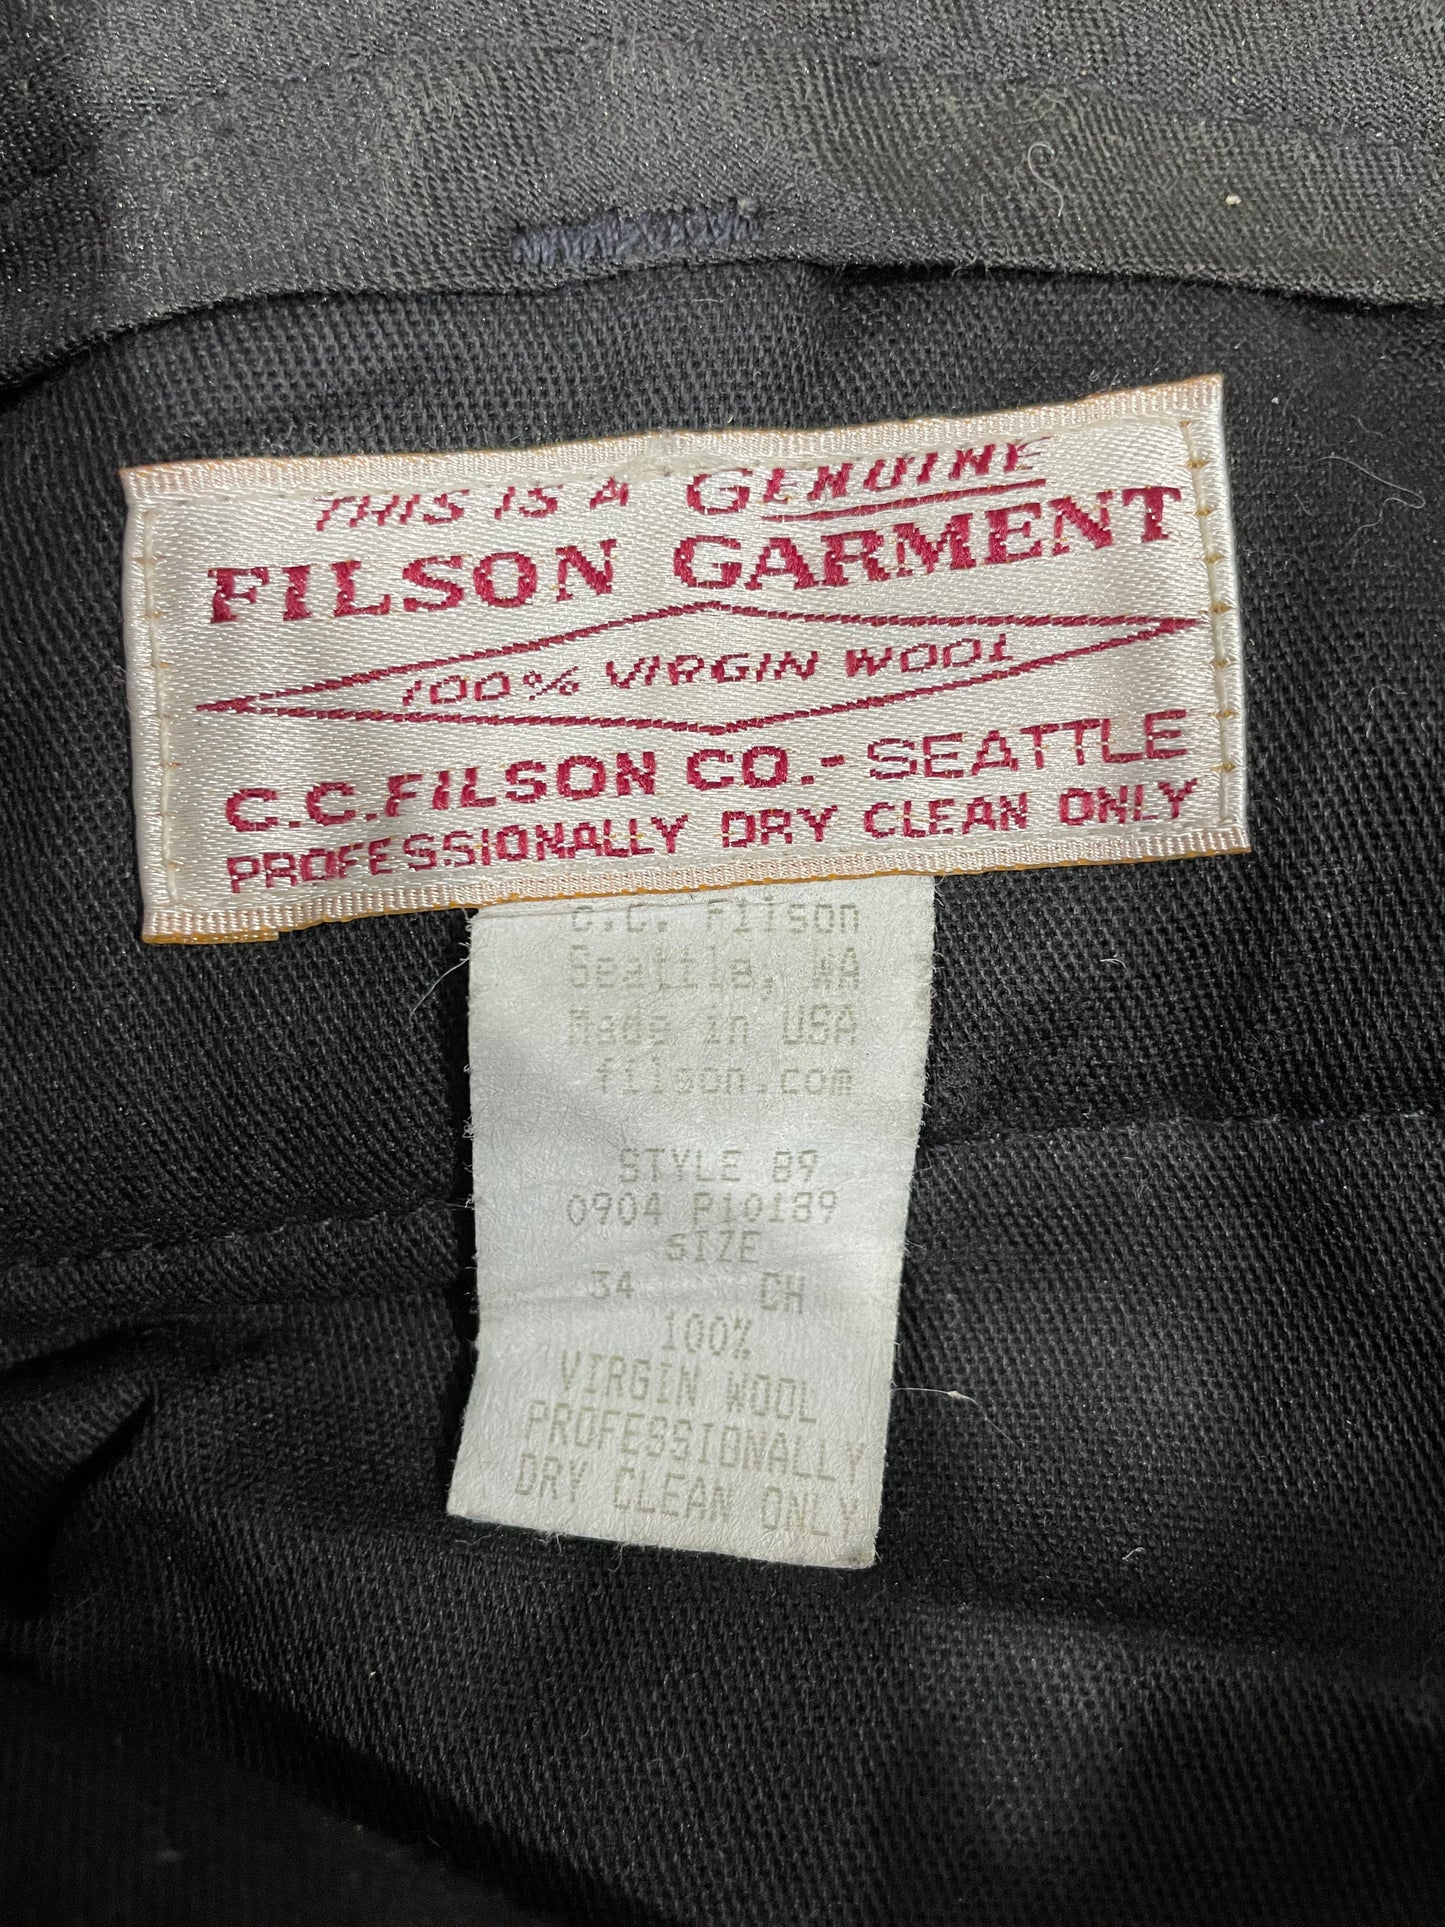 THIS IS A GENUINE
FILSON GARMENT
100% VIRGIN WOOL
C.C. FILSON CO.- SEATTLE
PROFESSIONALLY DRY CLEAN ONLY
C.C. Filson
Seattle, WA
Made in USA
filson.com
STYLE 89
0904 P10189
SIZE
34 CH
100%
VIRGIN WOOL
PROFESSIONALLY
DRY CLEAN ONLY